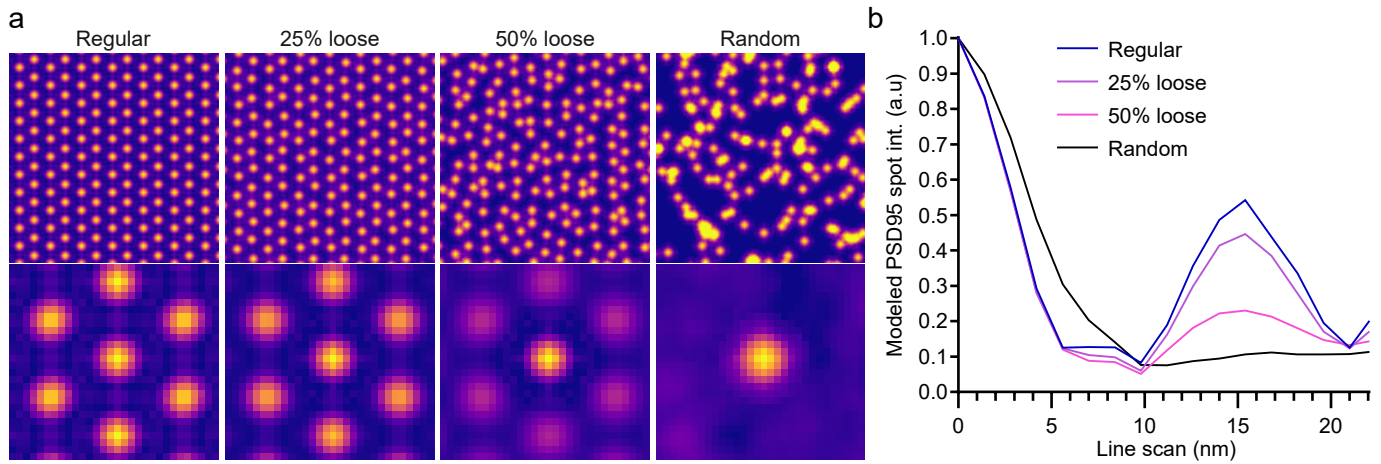 a
Regular 25% loose 50% loose Random
b
Modeled PSD95 spot int. (a.u)
1.0
0.9
0.8
0.7
0.6
0.5
0.4
0.3
0.2
0.1
0.0
Regular
25% loose
50% loose
Random
0 5 10 15 20
Line scan (nm)